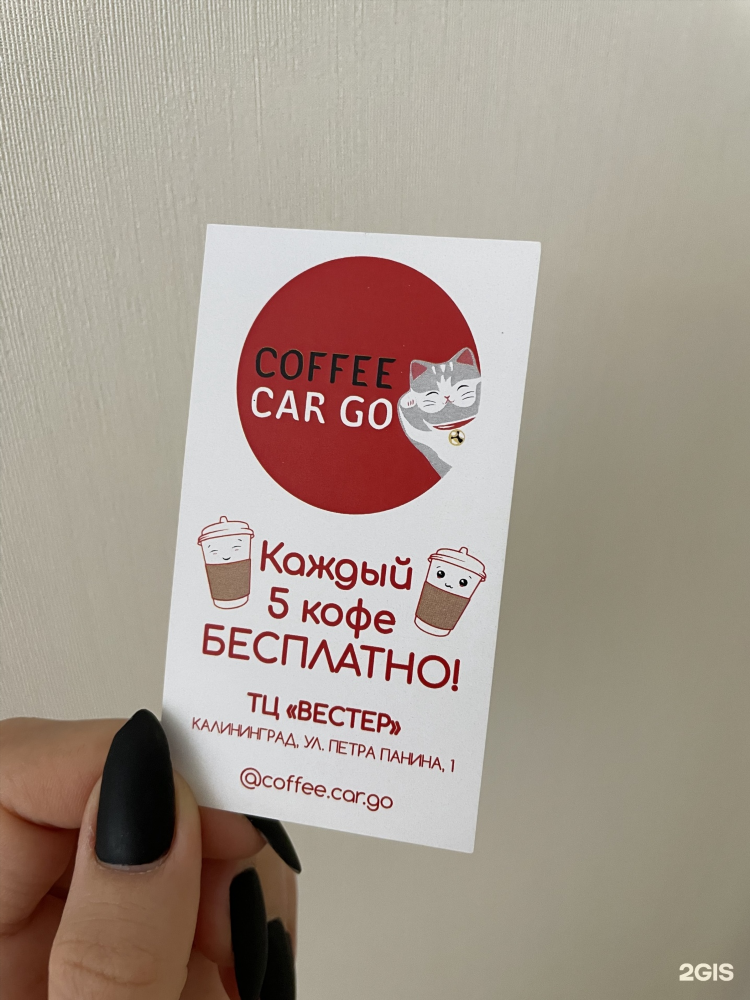 COFFEE
CAR GO
Каждый
5 кофе
БЕСПЛАТНО!
ТЦ «ВЕСТЕР»
КАЛИНИНГРАД, УЛ. ПЕТРА ПАНИНА, 1
@coffee.car.go
2GIS